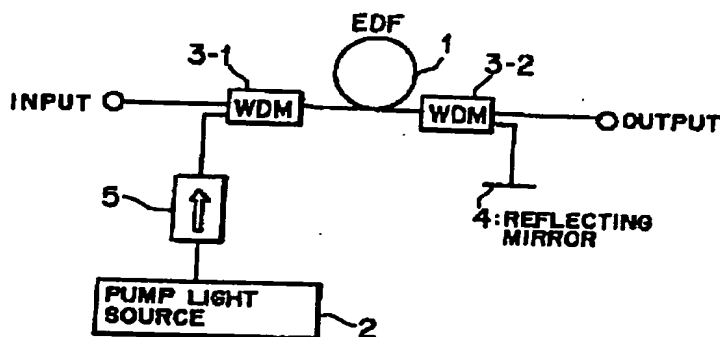 EDF
3-1
1
3-2
INPUT
WDM
WDM
OUTPUT
5
4:REFLECTING
MIRROR
PUMP LIGHT
SOURCE
2